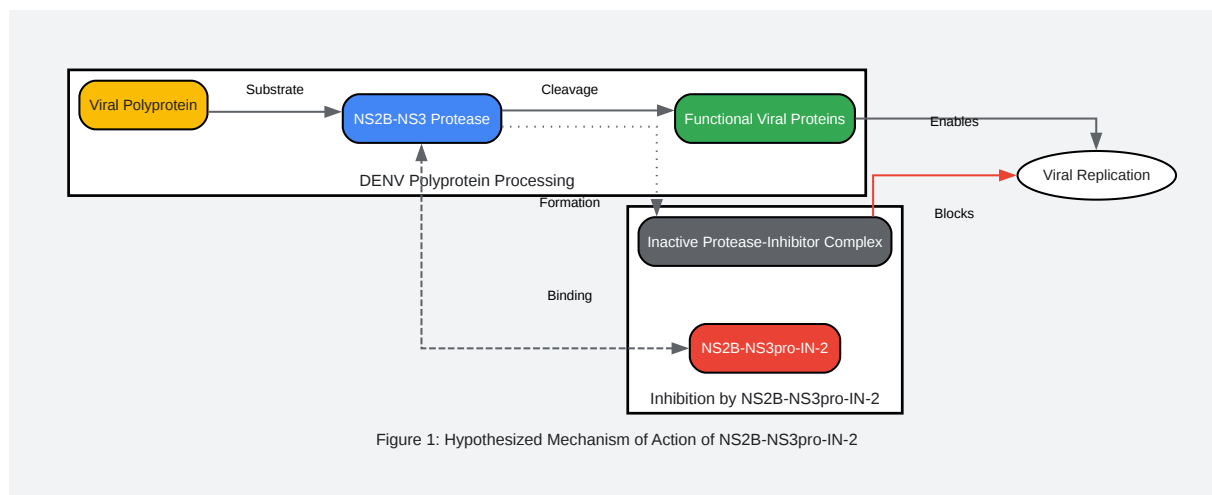 Substrate
Cleavage
Viral Polyprotein
NS2B-NS3 Protease
Functional Viral Proteins
Enables
Viral Replication
DENV Polyprotein Processing
Formation
Blocks
Inactive Protease-Inhibitor Complex
Binding
NS2B-NS3pro-IN-2
Inhibition by NS2B-NS3pro-IN-2
Figure 1: Hypothesized Mechanism of Action of NS2B-NS3pro-IN-2